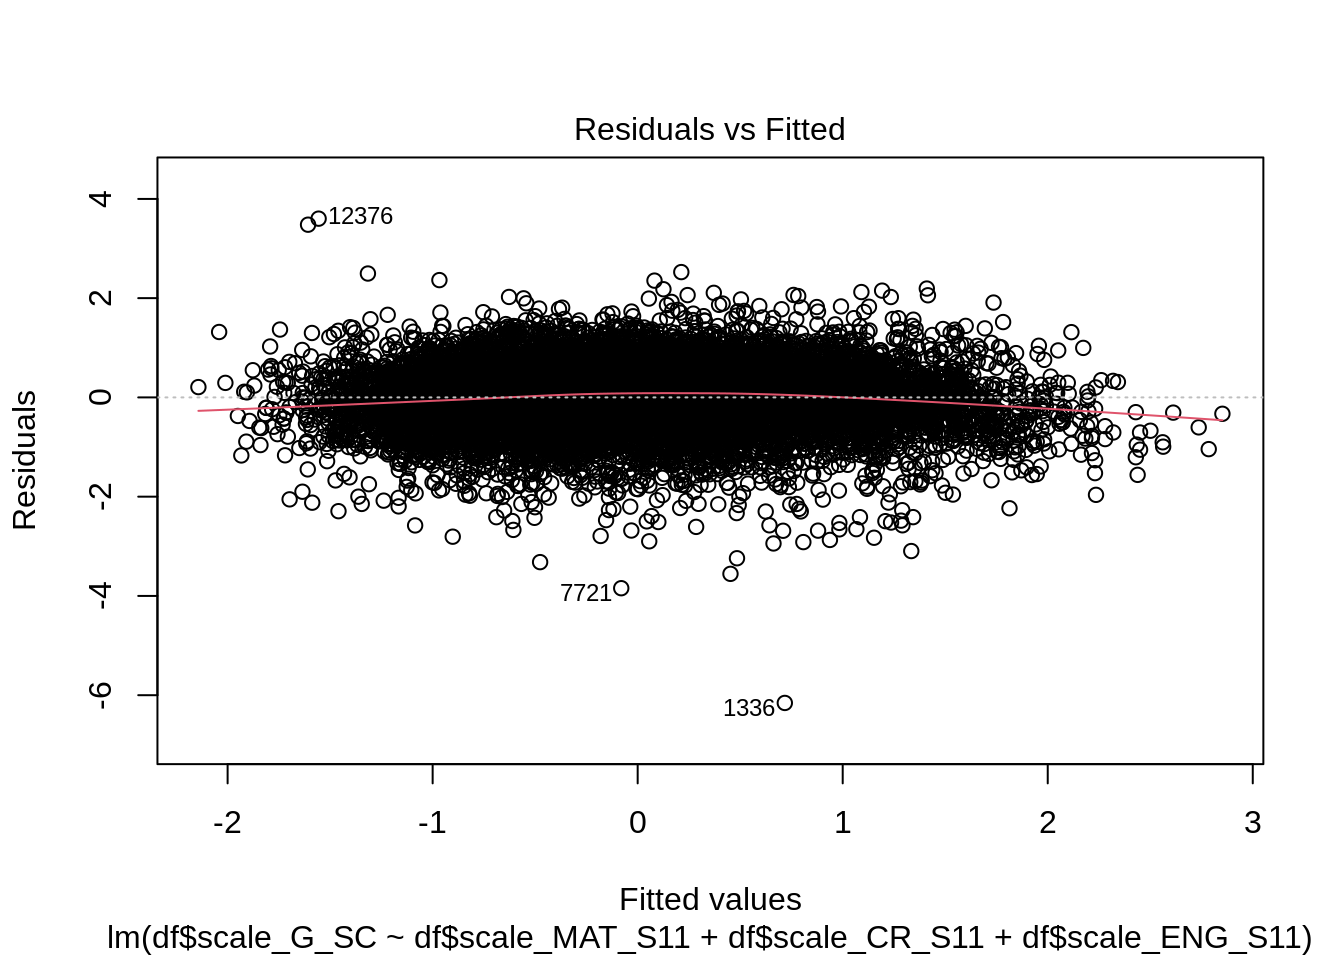 Residuals vs Fitted
4
2
0
-2
-4
-6
Residuals
12376
7721
1336
-2 -1 0 1 2 3
Fitted values
lm(df$scale_G_SC ~ df$scale_MAT_S11 + df$scale_CR_S11 + df$scale_ENG_S11)